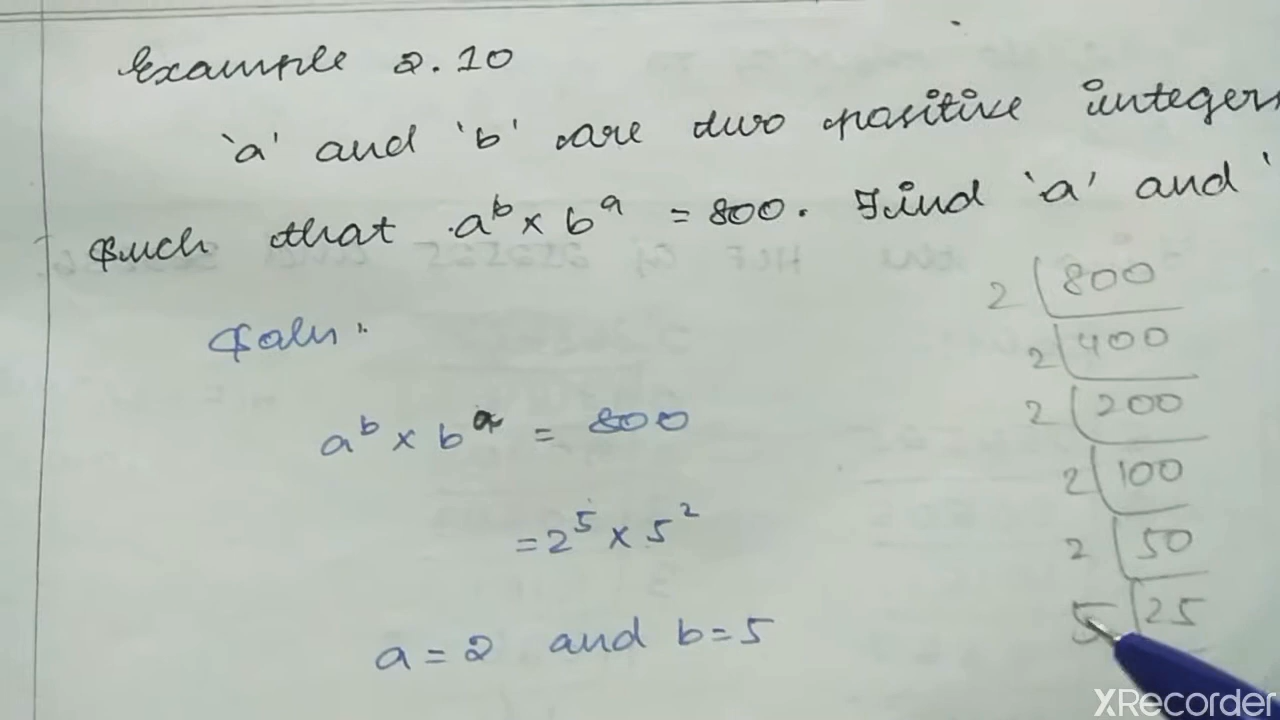 Example 2.10
'a' and 'b' are two positive integers
such that a^b × b^a = 800. Find 'a' and '
Soln:
a^b × b^a = 800
= 2^5 × 5^2
a = 2 and b = 5
2 | 800
2 | 400
2 | 200
2 | 100
2 | 50
5 | 25
XRecorder